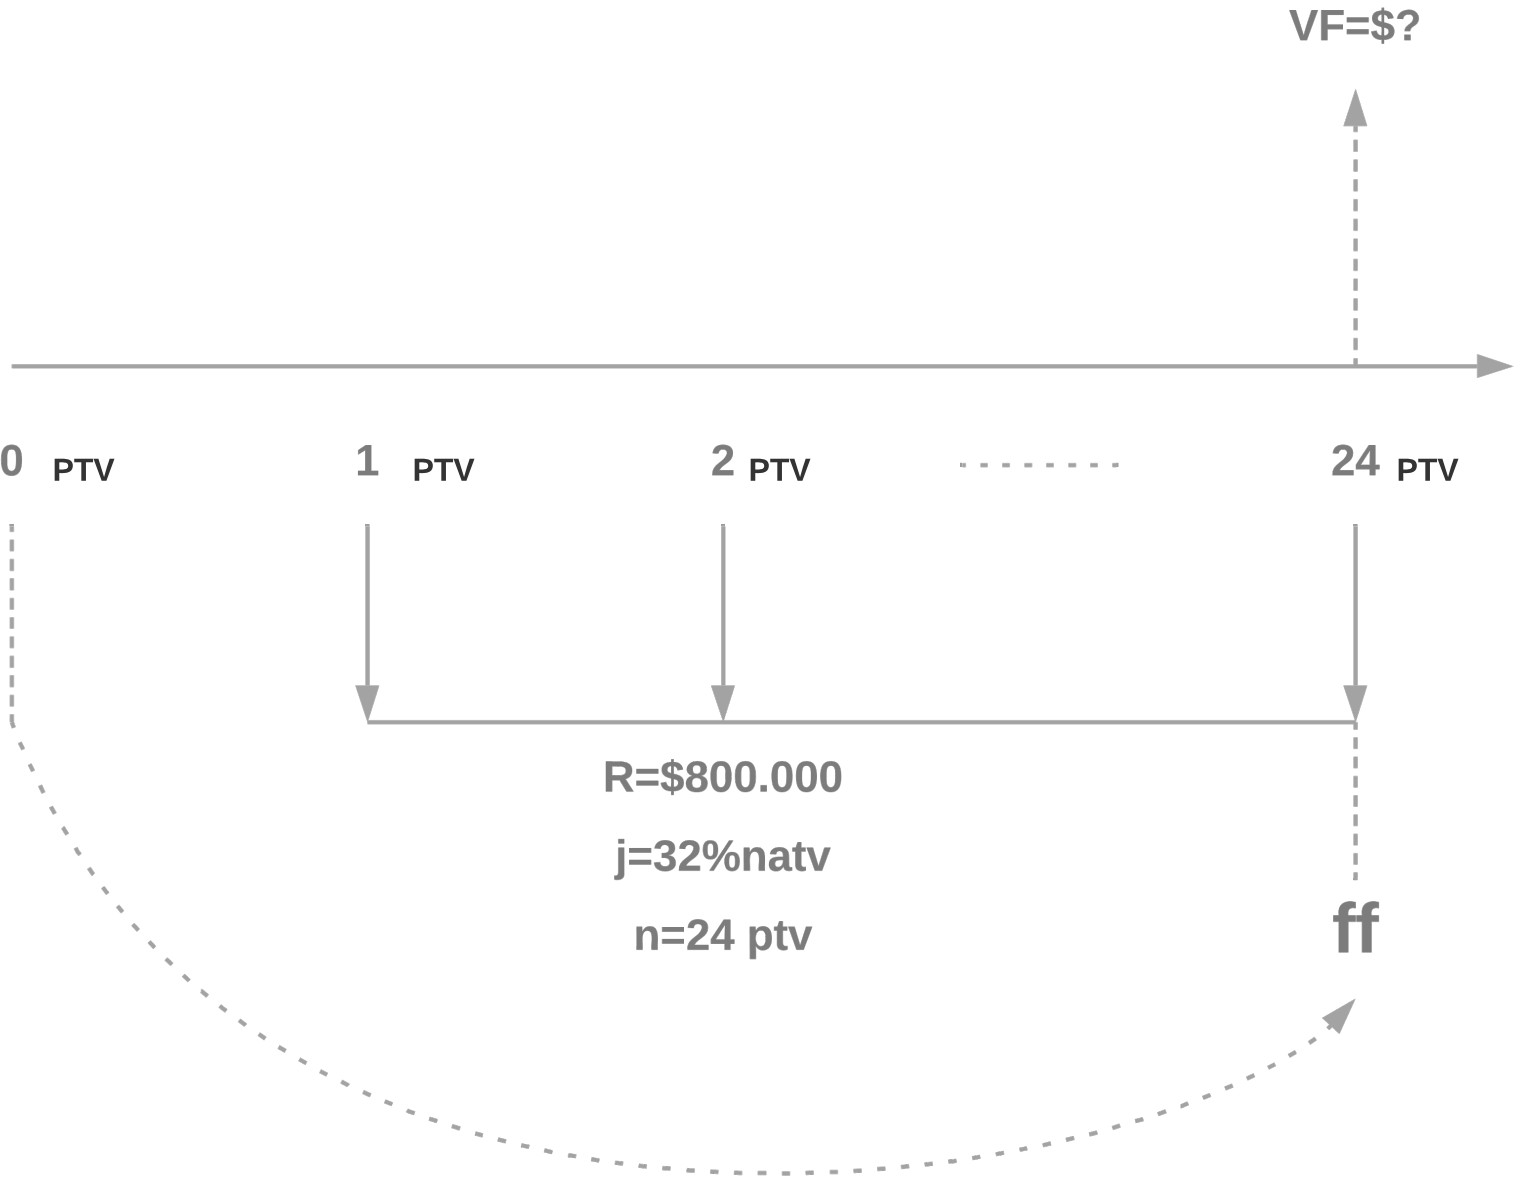 VF=$?
0 PTV 1 PTV 2 PTV 24 PTV
R=$800.000
j=32%natv
n=24 ptv
ff